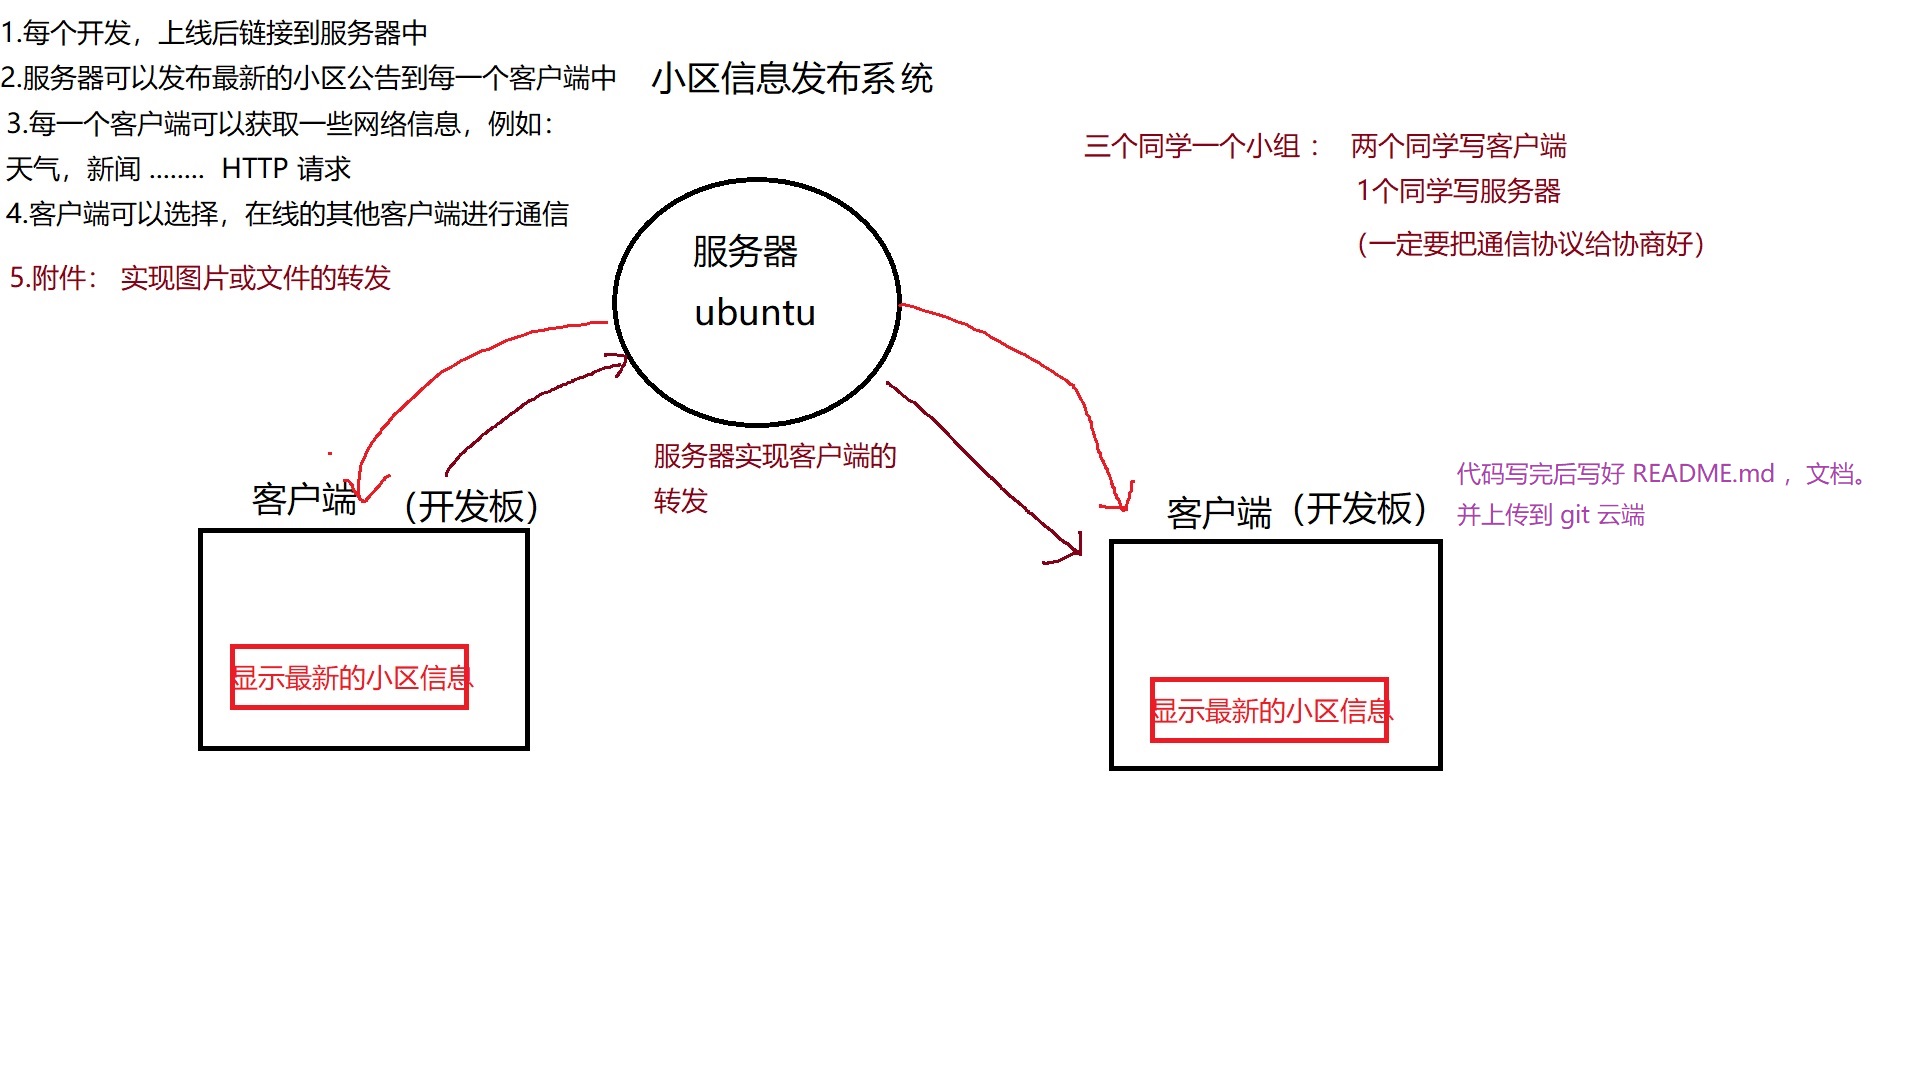 1.每个开发，上线后链接到服务器中
2.服务器可以发布最新的小区公告到每一个客户端中
小区信息发布系统
3.每一个客户端可以获取一些网络信息，例如：
天气，新闻 ........ HTTP 请求
4.客户端可以选择，在线的其他客户端进行通信
5.附件： 实现图片或文件的转发
三个同学一个小组： 两个同学写客户端
1个同学写服务器
（一定要把通信协议给协商好）
服务器
ubuntu
服务器实现客户端的
转发
客户端 （开发板）
显示最新的小区信息
客户端（开发板）
显示最新的小区信息
代码写完后写好 README.md ，文档。
并上传到 git 云端